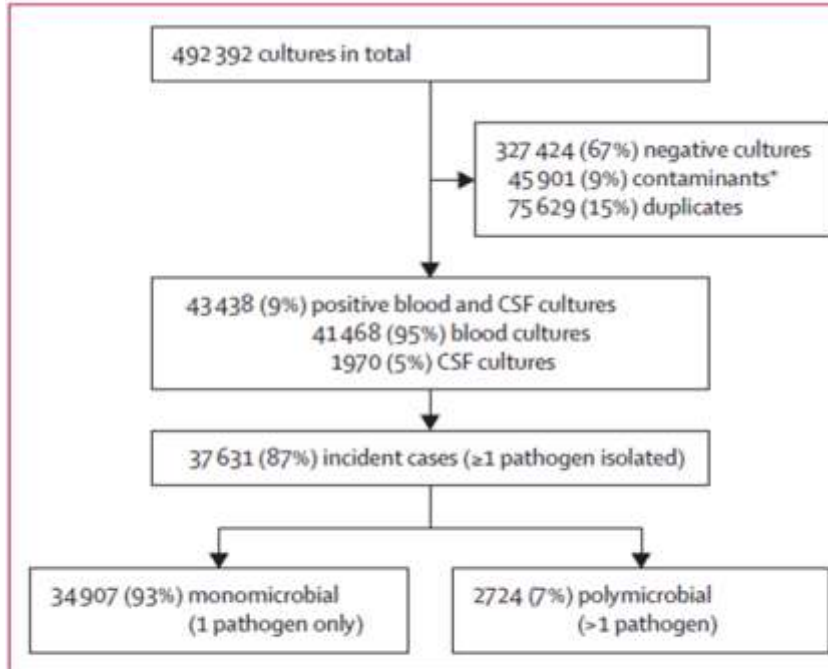 492 392 cultures in total
327 424 (67%) negative cultures
45 901 (9%) contaminants*
75 629 (15%) duplicates
43 438 (9%) positive blood and CSF cultures
41 468 (95%) blood cultures
1970 (5%) CSF cultures
37 631 (87%) incident cases (≥1 pathogen isolated)
34 907 (93%) monomicrobial
(1 pathogen only)
2724 (7%) polymicrobial
(>1 pathogen)